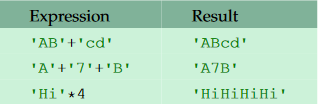 Expression Result
'AB'+'cd' 'ABcd'
'A'+'7'+'B' 'A7B'
'Hi'*4 'HiHiHiHi'